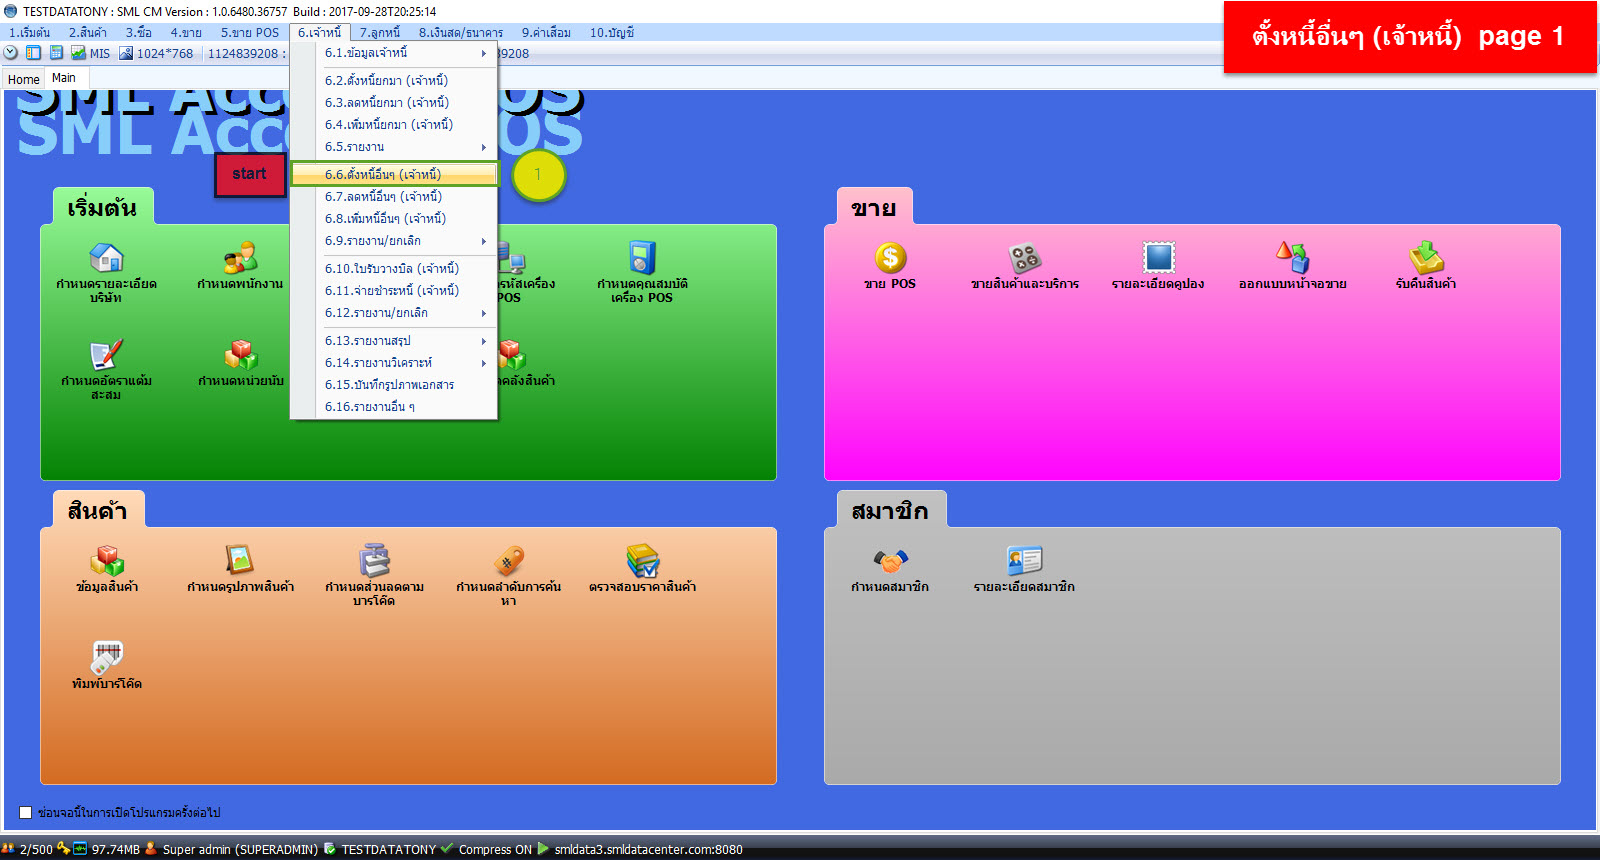 TESTDATATONY : SML CM Version : 1.0.6480.36757  Build : 2017-09-28T20:25:14
ตั้งหนี้อื่นๆ (เจ้าหนี้)  page 1
1.เริ่มต้น 2.สินค้า 3.ซื้อ 4.ขาย 5.ขาย POS 6.เจ้าหนี้ 7.ลูกหนี้ 8.เงินสด/ธนาคาร 9.ค่าเสื่อม 10.บัญชี
MIS 1024*768 1124839208 : 39208
Home Main
6.1.ข้อมูลเจ้าหนี้
6.2.ตั้งหนี้ยกมา (เจ้าหนี้)
6.3.ลดหนี้ยกมา (เจ้าหนี้)
6.4.เพิ่มหนี้ยกมา (เจ้าหนี้)
6.5.รายงาน
6.6.ตั้งหนี้อื่นๆ (เจ้าหนี้)
6.7.ลดหนี้อื่นๆ (เจ้าหนี้)
6.8.เพิ่มหนี้อื่นๆ (เจ้าหนี้)
6.9.รายงาน/ยกเลิก
6.10.ใบรับวางบิล (เจ้าหนี้)
6.11.จ่ายชำระหนี้ (เจ้าหนี้)
6.12.รายงาน/ยกเลิก
6.13.รายงานสรุป
6.14.รายงานวิเคราะห์
6.15.บันทึกรูปภาพเอกสาร
6.16.รายงานอื่น ๆ
SML Acc OS
start
1
เริ่มต้น
กำหนดรายละเอียด
บริษัท
กำหนดพนักงาน
รหัสเครื่อง
POS
กำหนดคุณสมบัติ
เครื่อง POS
กำหนดอัตราแต้ม
สะสม
กำหนดหน่วยนับ
คลังสินค้า
ขาย
ขาย POS
ขายสินค้าและบริการ
รายละเอียดคูปอง
ออกแบบหน้าจอขาย
รับคืนสินค้า
สินค้า
ข้อมูลสินค้า
กำหนดรูปภาพสินค้า
กำหนดส่วนลดตาม
บาร์โค๊ด
กำหนดลำดับการค้น
หา
ตรวจสอบราคาสินค้า
พิมพ์บาร์โค๊ด
สมาชิก
กำหนดสมาชิก
รายละเอียดสมาชิก
ซ่อนจอนี้ในการเปิดโปรแกรมครั้งต่อไป
2/500 97.74MB Super admin (SUPERADMIN) TESTDATATONY Compress ON smldata3.smldatacenter.com:8080